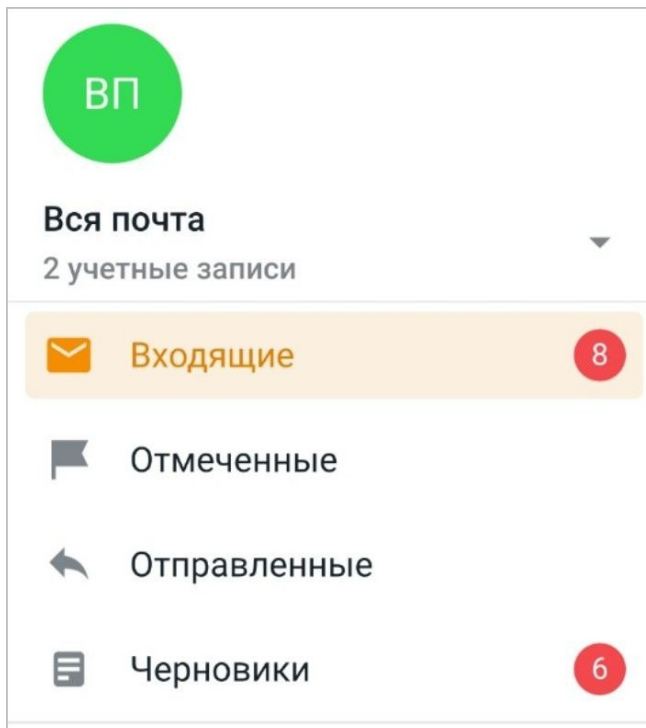 ВП
Вся почта
2 учетные записи
Входящие 8
Отмеченные
Отправленные
Черновики 6